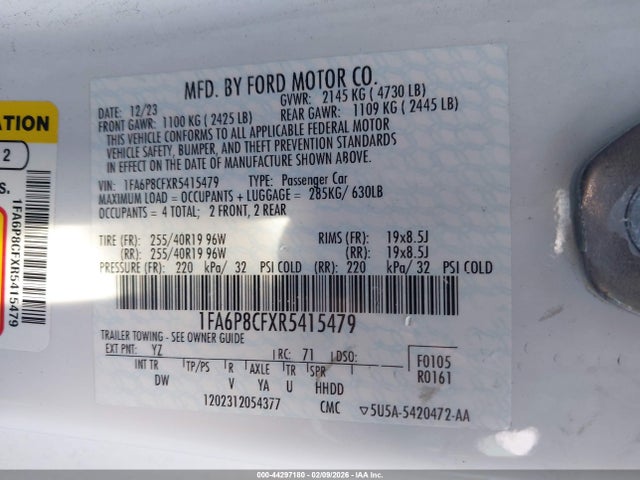 MFD. BY FORD MOTOR CO.
DATE: 12/23 GVWR: 2145 KG ( 4730 LB)
FRONT GAWR: 1100 KG ( 2425 LB) REAR GAWR: 1109 KG ( 2445 LB)
THIS VEHICLE CONFORMS TO ALL APPLICABLE FEDERAL MOTOR
VEHICLE SAFETY, BUMPER, AND THEFT PREVENTION STANDARDS
IN EFFECT ON THE DATE OF MANUFACTURE SHOWN ABOVE.
VIN: 1FA6P8CFXR5415479 TYPE: Passenger Car
MAXIMUM LOAD = OCCUPANTS + LUGGAGE = 285KG/ 630LB
OCCUPANTS = 4 TOTAL; 2 FRONT, 2 REAR
TIRE (FR): 255/40R19 96W RIMS (FR): 19x8.5J
(RR): 255/40R19 96W (RR): 19x8.5J
PRESSURE (FR): 220 kPa/ 32 PSI COLD (RR): 220 kPa/ 32 PSI COLD
1FA6P8CFXR5415479
TRAILER TOWING - SEE OWNER GUIDE
EXT PNT: YZ RC: 71 DSO: F0105
INT TR TP/PS R AXLE TR SPR R0161
DW V YA U HHDD
1202312054377 CMC ▽5U5A-5420472-AA
ATION
2
S.
1FA6P8CFXR5415479
000-44297180 - 02/09/2026 - IAAI - Sun City